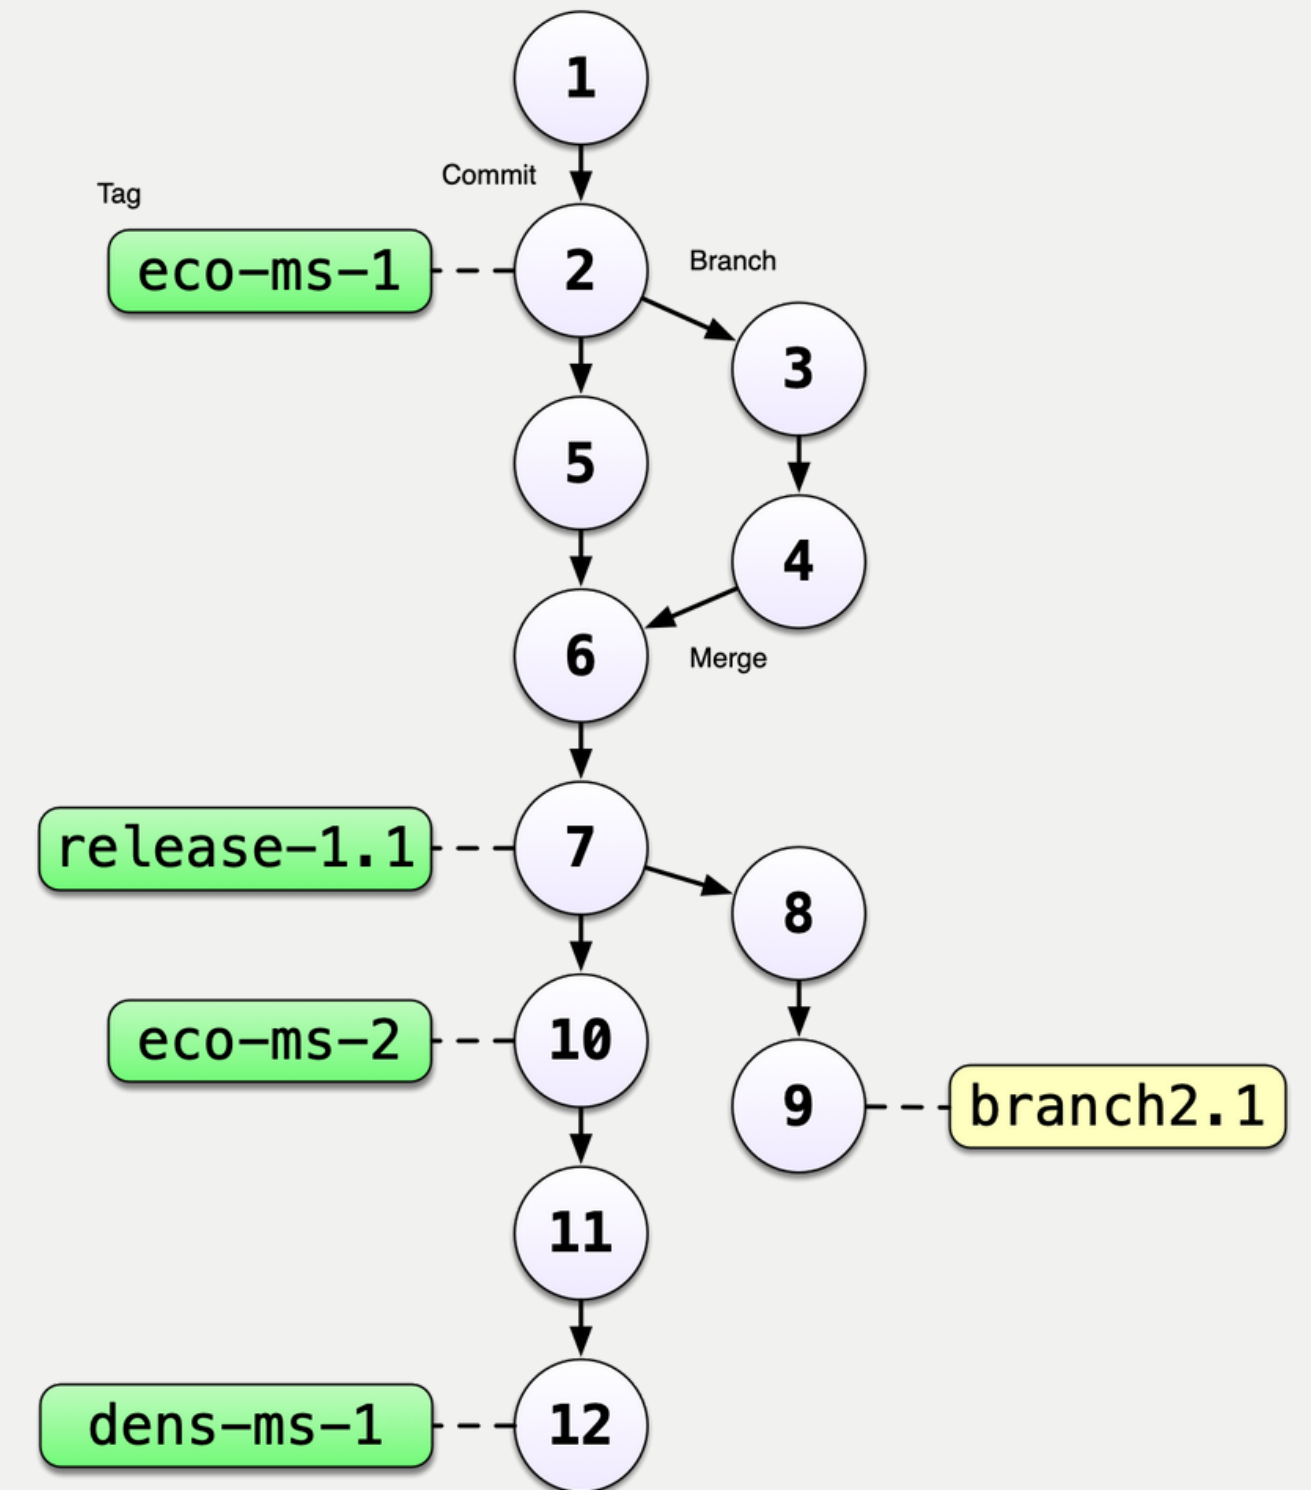 1
Commit
Tag
eco-ms-1
2
Branch
3
5
4
6
Merge
release-1.1
7
8
eco-ms-2
10
9
branch2.1
11
dens-ms-1
12